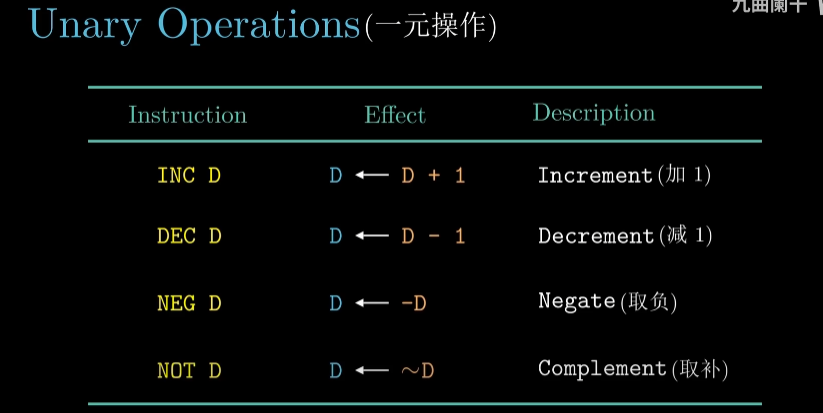 九曲阑干
Unary Operations(一元操作)
Instruction Effect Description
INC D D ← D + 1 Increment(加 1)
DEC D D ← D - 1 Decrement(减 1)
NEG D D ← -D Negate(取负)
NOT D D ← ~D Complement(取补)